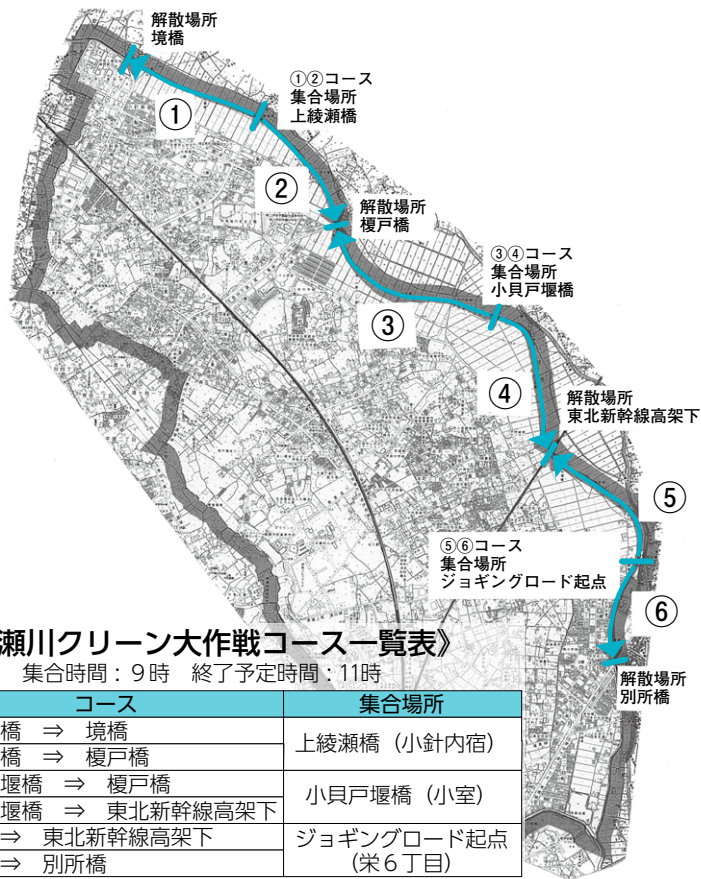 解散場所
境橋
①②コース
集合場所
上綾瀬橋
①
②
解散場所
榎戸橋
③④コース
集合場所
小貝戸堰橋
③
④
解散場所
東北新幹線高架下
⑤
⑤⑥コース
集合場所
ジョギングロード起点
⑥
解散場所
別所橋
瀬川クリーン大作戦コース一覧表》
集合時間：９時　終了予定時間：11時
コース
集合場所
橋　⇒　境橋
橋　⇒　榎戸橋
上綾瀬橋（小針内宿）
堰橋　⇒　榎戸橋
堰橋　⇒　東北新幹線高架下
小貝戸堰橋（小室）
⇒　東北新幹線高架下
⇒　別所橋
ジョギングロード起点
（栄６丁目）